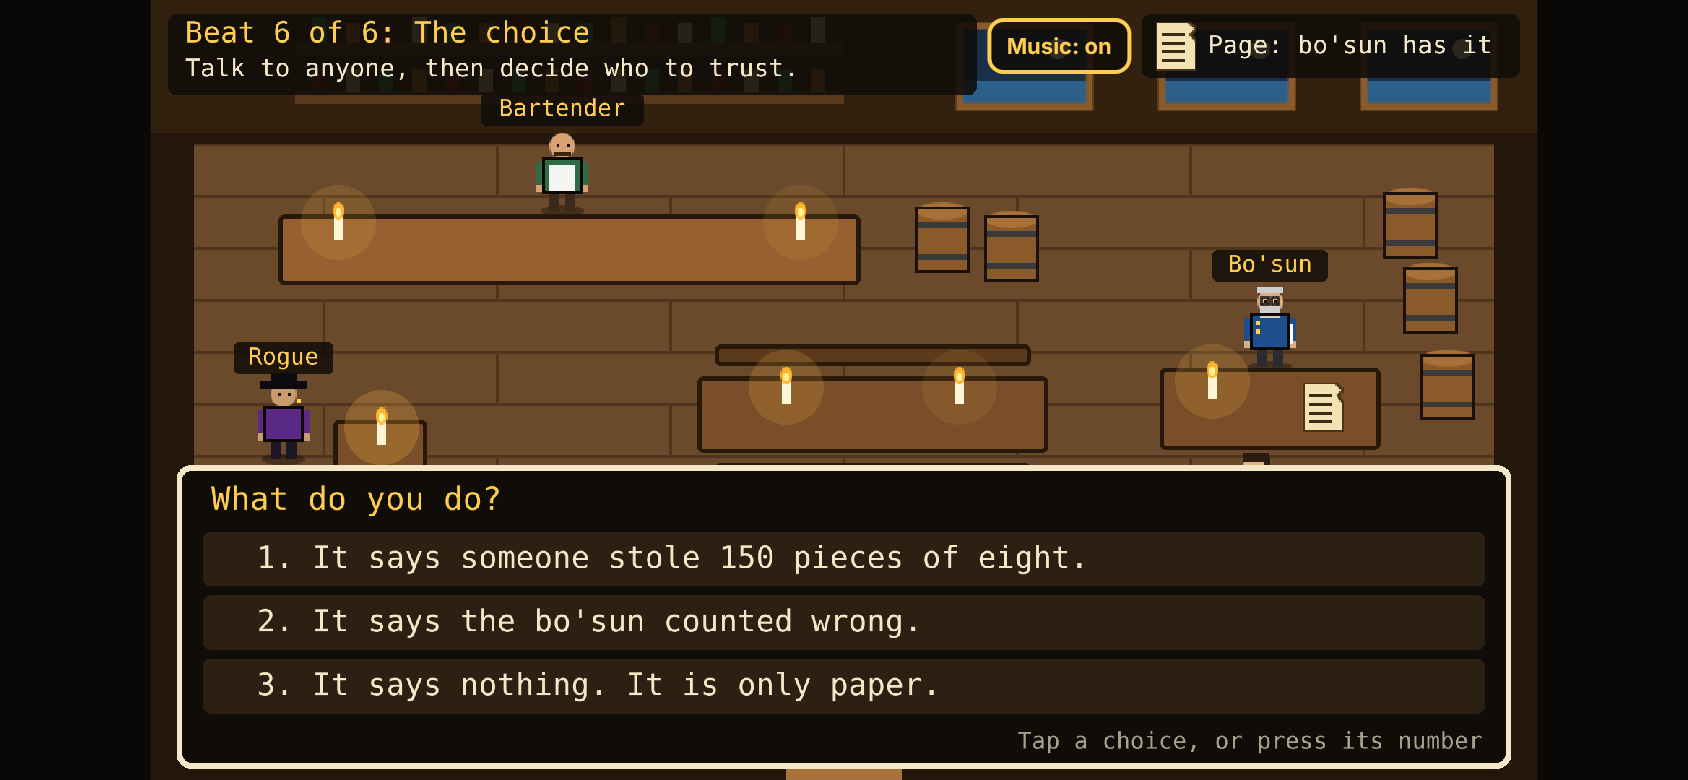 Beat 6 of 6: The choice
Talk to anyone, then decide who to trust.
Music: on
Page: bo'sun has it
Bartender
Bo'sun
Rogue
What do you do?
1. It says someone stole 150 pieces of eight.
2. It says the bo'sun counted wrong.
3. It says nothing. It is only paper.
Tap a choice, or press its number